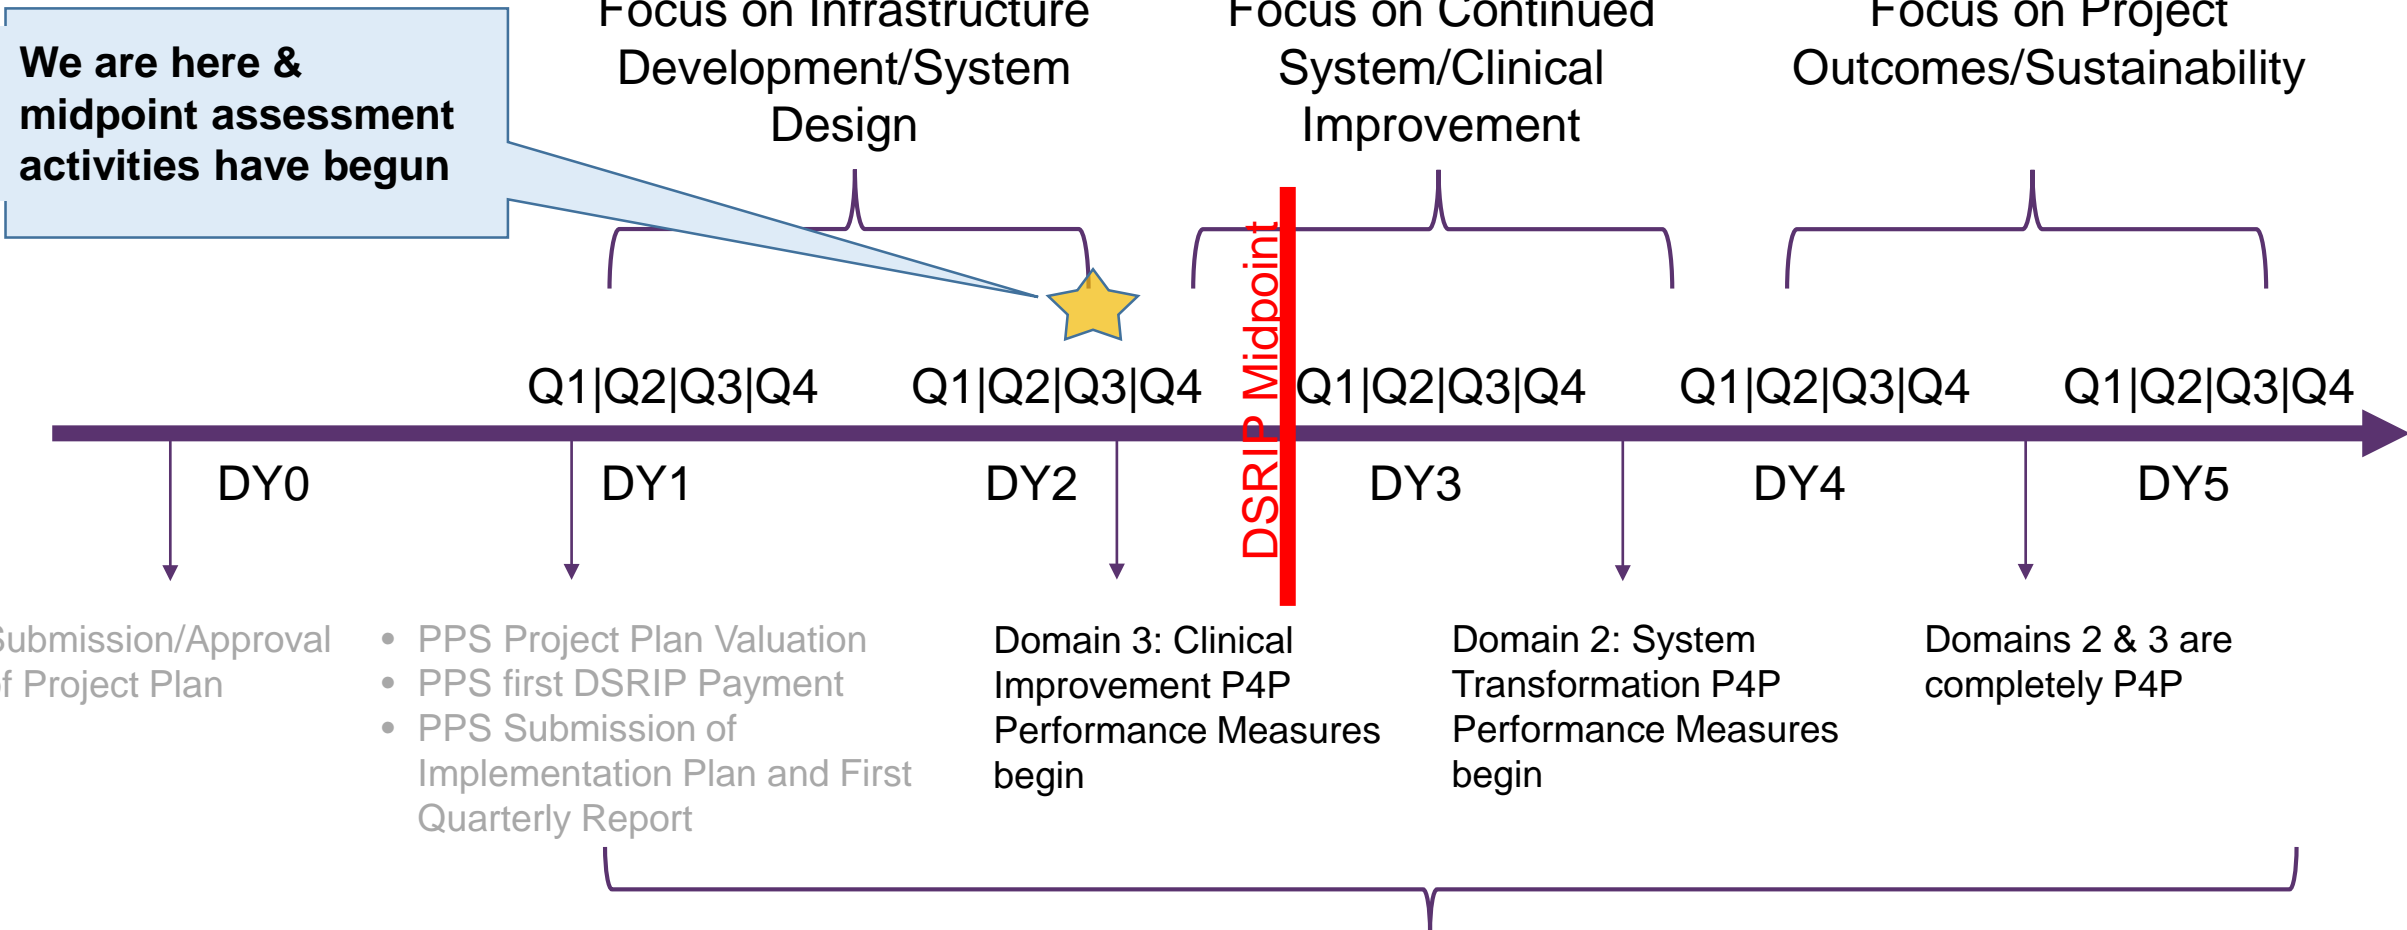 We are here &
midpoint assessment
activities have begun
Focus on Infrastructure
Development/System
Design
Focus on Continued
System/Clinical
Improvement
Focus on Project
Outcomes/Sustainability
DSRIP Midpoint
Q1|Q2|Q3|Q4
Q1|Q2|Q3|Q4
Q1|Q2|Q3|Q4
Q1|Q2|Q3|Q4
Q1|Q2|Q3|Q4
DY0
DY1
DY2
DY3
DY4
DY5
Submission/Approval
of Project Plan
• PPS Project Plan Valuation
• PPS first DSRIP Payment
• PPS Submission of
Implementation Plan and First
Quarterly Report
Domain 3: Clinical
Improvement P4P
Performance Measures
begin
Domain 2: System
Transformation P4P
Performance Measures
begin
Domains 2 & 3 are
completely P4P